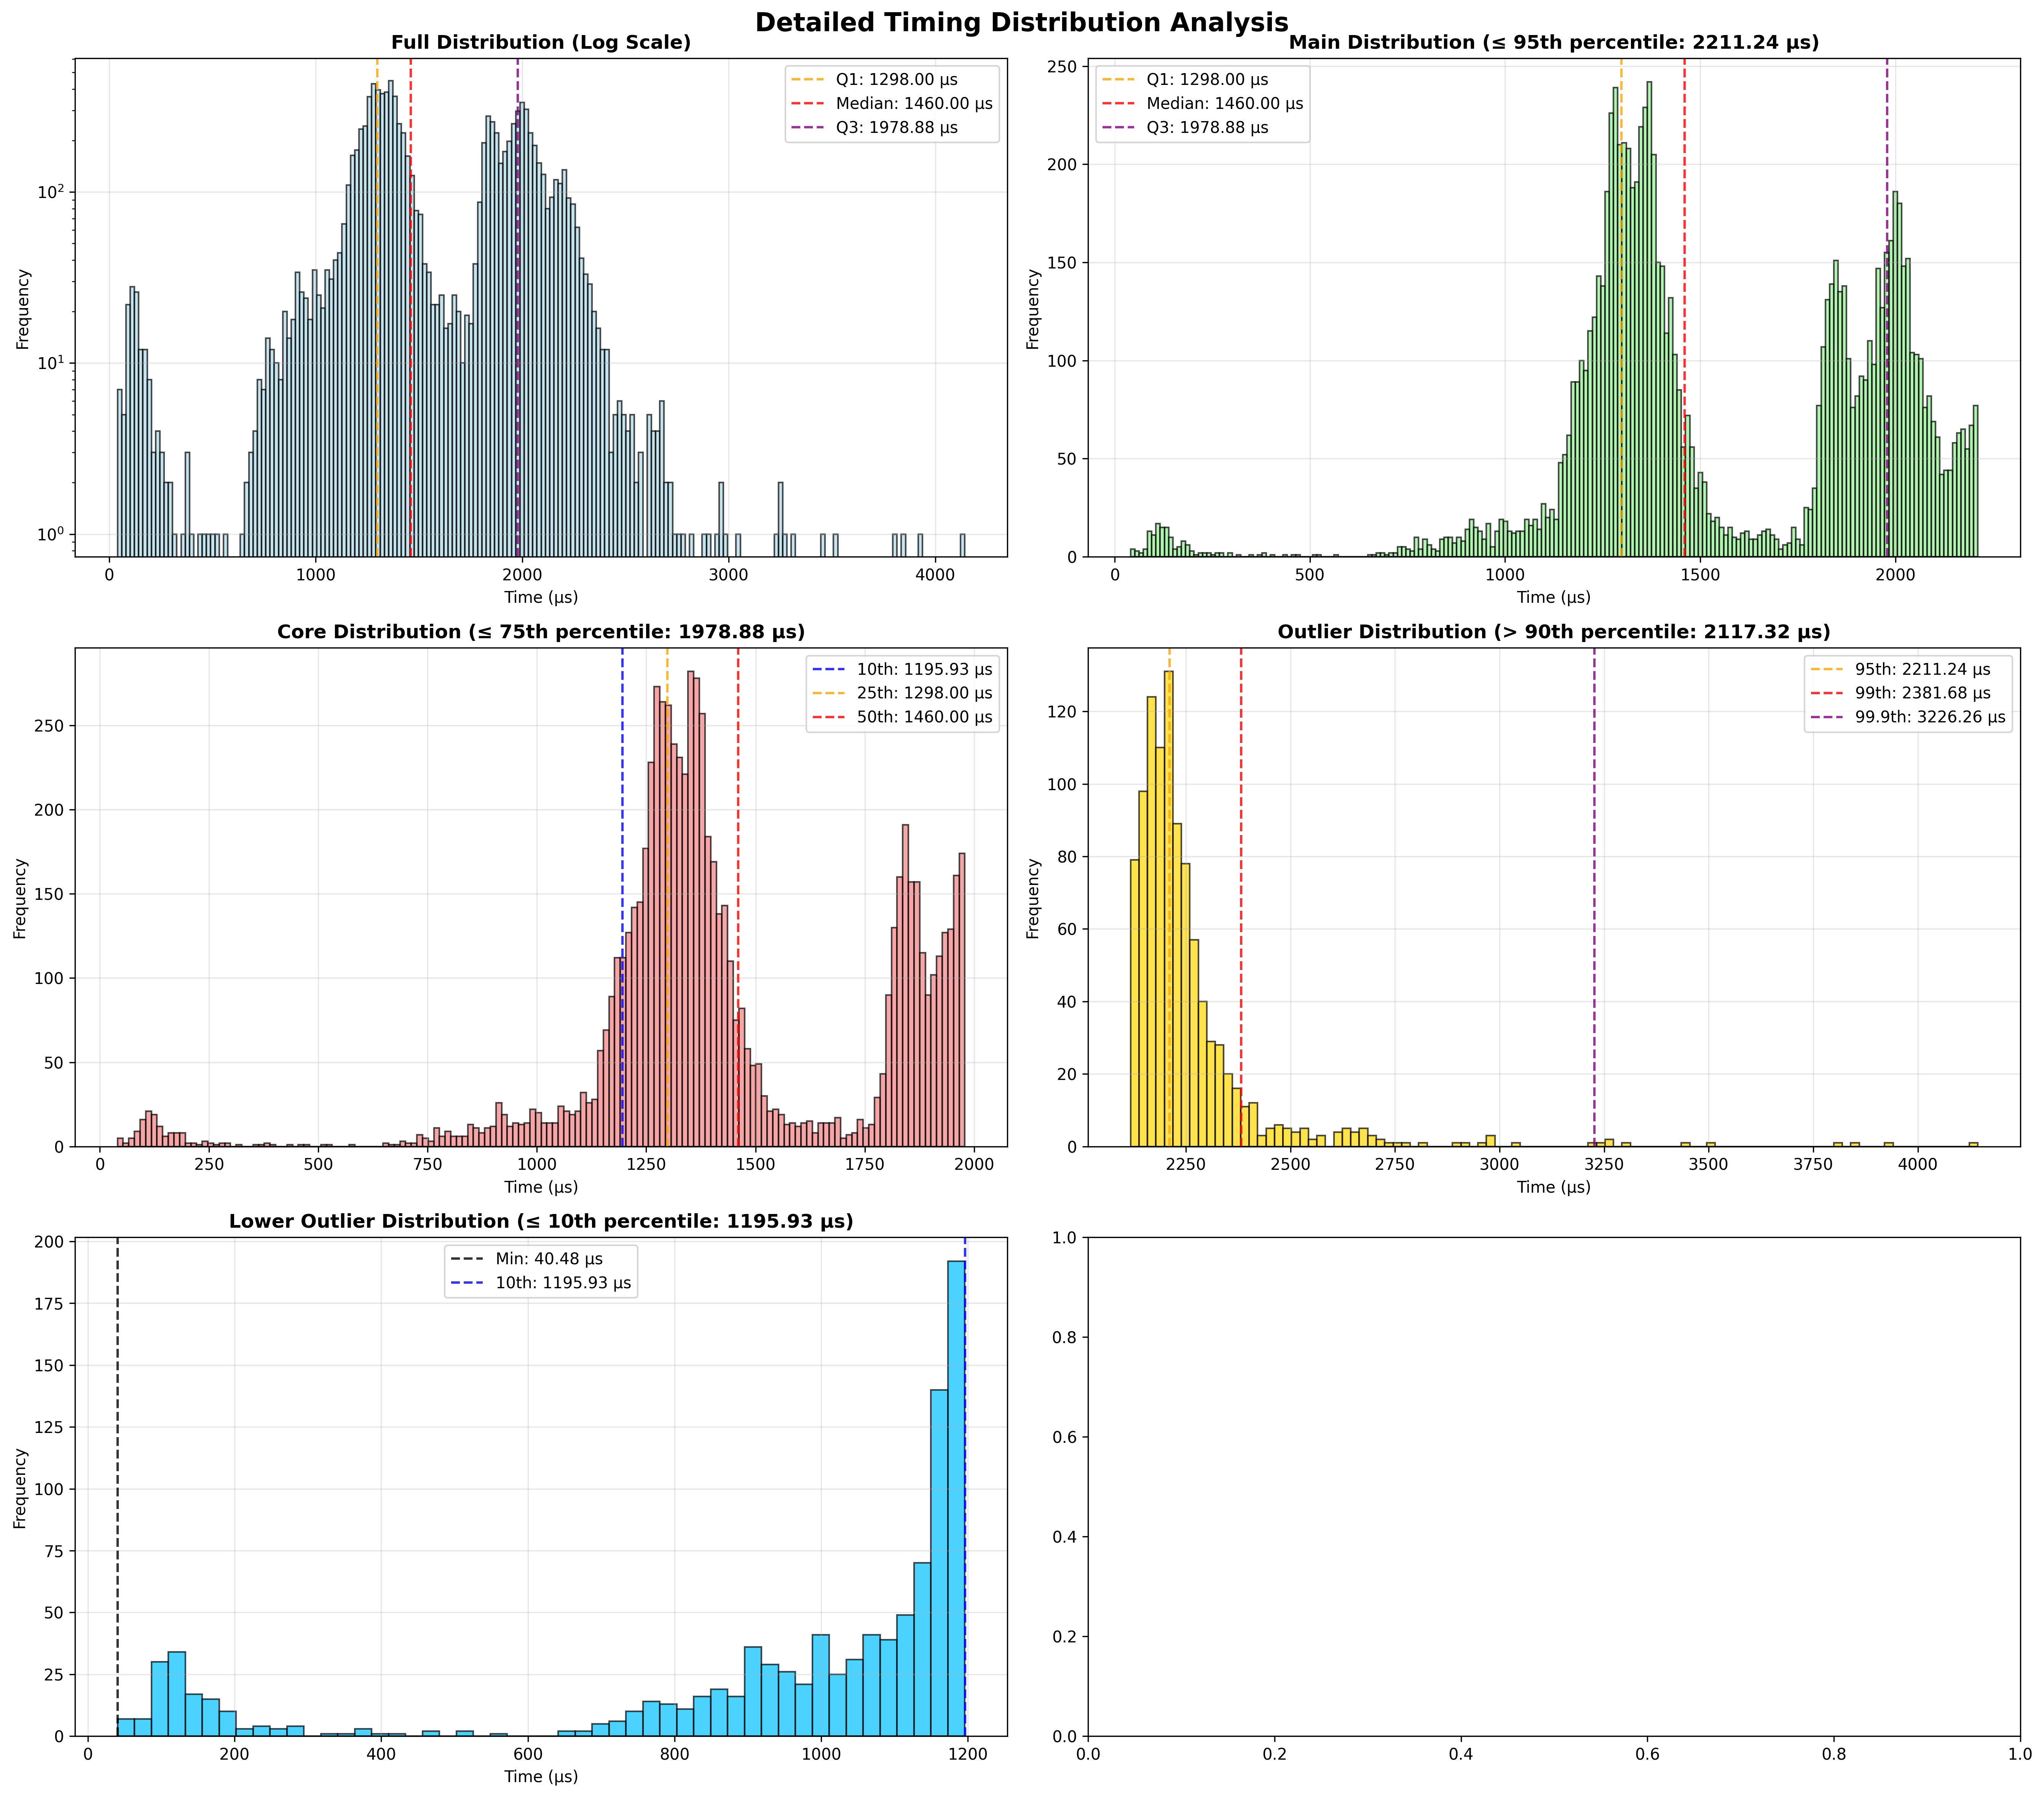 Detailed Timing Distribution Analysis
Full Distribution (Log Scale)
Frequency
10²
10¹
10⁰
Q1: 1298.00 µs
Median: 1460.00 µs
Q3: 1978.88 µs
0 1000 2000 3000 4000
Time (µs)
Main Distribution (≤ 95th percentile: 2211.24 µs)
Frequency
250
200
150
100
50
0
Q1: 1298.00 µs
Median: 1460.00 µs
Q3: 1978.88 µs
0 500 1000 1500 2000
Time (µs)
Core Distribution (≤ 75th percentile: 1978.88 µs)
Frequency
250
200
150
100
50
0
10th: 1195.93 µs
25th: 1298.00 µs
50th: 1460.00 µs
0 250 500 750 1000 1250 1500 1750 2000
Time (µs)
Outlier Distribution (> 90th percentile: 2117.32 µs)
Frequency
120
100
80
60
40
20
0
95th: 2211.24 µs
99th: 2381.68 µs
99.9th: 3226.26 µs
2250 2500 2750 3000 3250 3500 3750 4000
Time (µs)
Lower Outlier Distribution (≤ 10th percentile: 1195.93 µs)
Frequency
200
175
150
125
100
75
50
25
0
Min: 40.48 µs
10th: 1195.93 µs
0 200 400 600 800 1000 1200
Time (µs)
1.0
0.8
0.6
0.4
0.2
0.0
0.0 0.2 0.4 0.6 0.8 1.0